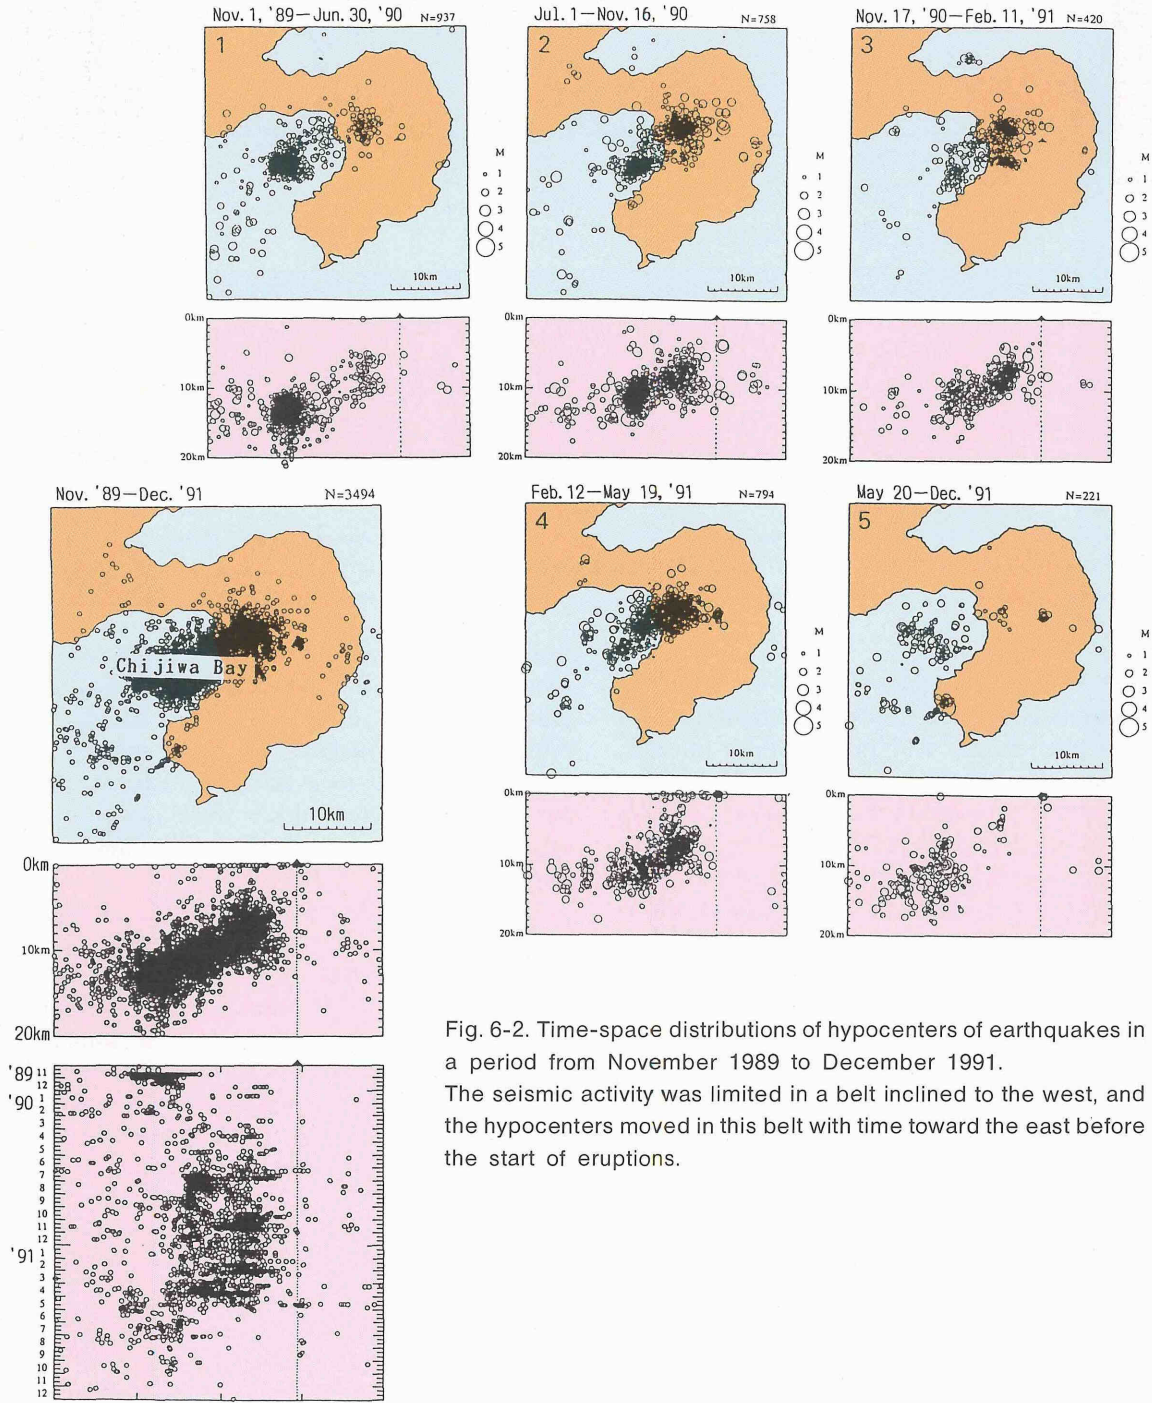 Nov. 1, '89—Jun. 30, '90 N=937
1
M
1
2
3
4
5
10km
0km
10km
20km
Jul. 1—Nov. 16, '90 N=758
2
M
1
2
3
4
5
10km
0km
10km
20km
Nov. 17, '90—Feb. 11, '91 N=420
3
M
1
2
3
4
5
10km
0km
10km
20km
Nov. '89—Dec. '91 N=3494
Chijiwa Bay
10km
0km
10km
20km
'89 11
12
'90 1
2
3
4
5
6
7
8
9
10
11
12
'91 1
2
3
4
5
6
7
8
9
10
11
12
Feb. 12—May 19, '91 N=794
4
M
1
2
3
4
5
10km
0km
10km
20km
May 20—Dec. '91 N=221
5
M
1
2
3
4
5
10km
0km
10km
20km
Fig. 6-2. Time-space distributions of hypocenters of earthquakes in
a period from November 1989 to December 1991.
The seismic activity was limited in a belt inclined to the west, and
the hypocenters moved in this belt with time toward the east before
the start of eruptions.